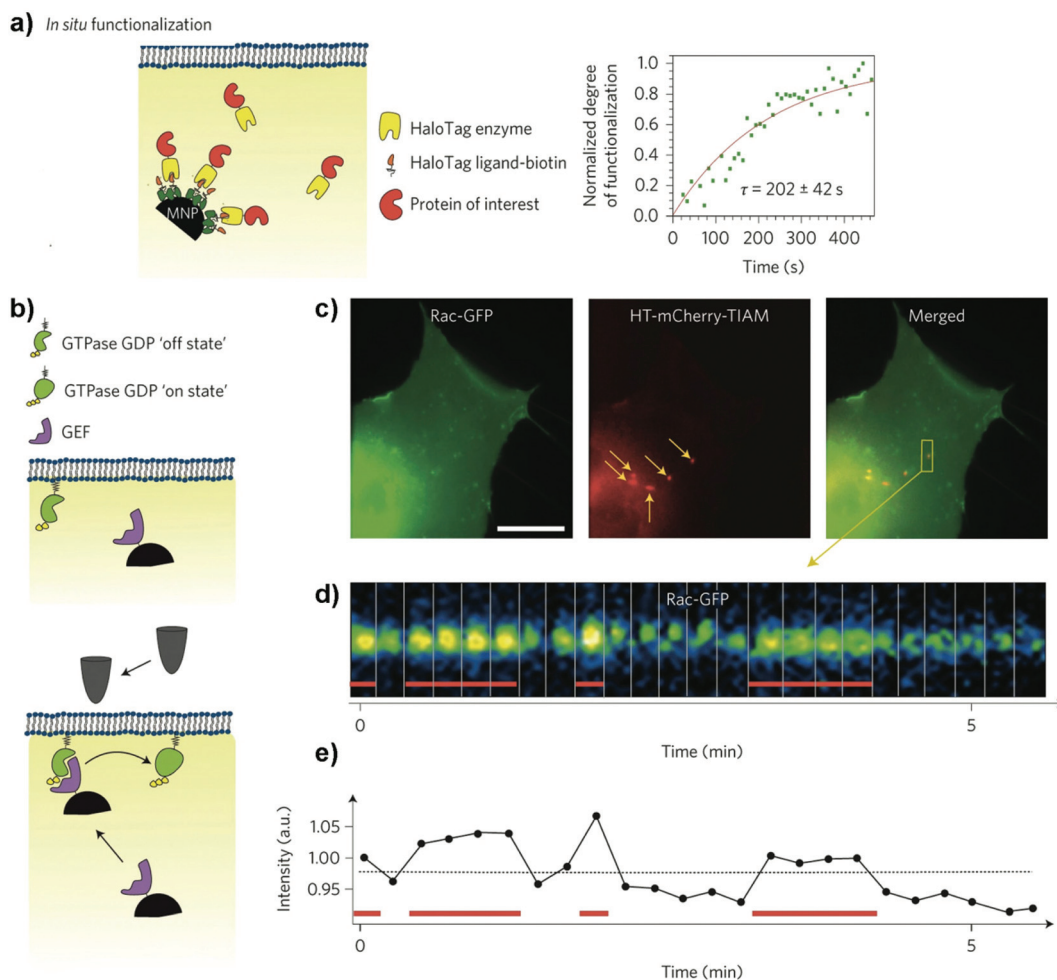 a) In situ functionalization
MNP
HaloTag enzyme
HaloTag ligand-biotin
Protein of interest
Normalized degree
of functionalization
1.0
0.8
0.6
0.4
0.2
0.0
τ = 202 ± 42 s
0 100 200 300 400
Time (s)
b)
GTPase GDP 'off state'
GTPase GDP 'on state'
GEF
c)
Rac-GFP
HT-mCherry-TIAM
Merged
d)
Rac-GFP
0 5
Time (min)
e)
Intensity (a.u.)
1.05
1.00
0.95
0 5
Time (min)